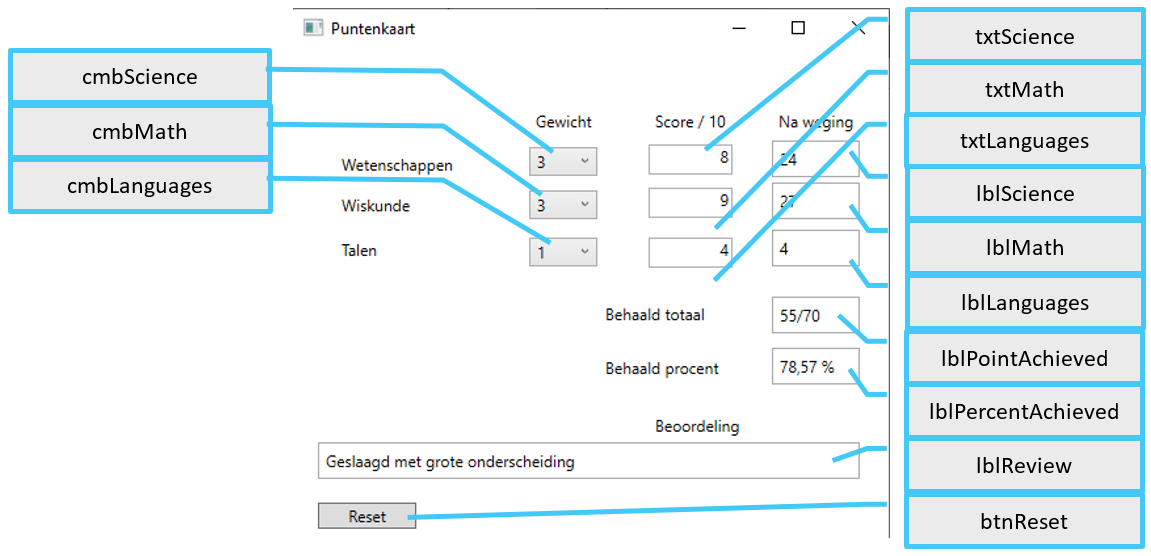 Puntenkaart
txtScience
cmbScience
txtMath
cmbMath
Gewicht
Score / 10
Na weging
txtLanguages
Wetenschappen
3
8
24
cmbLanguages
lblScience
Wiskunde
3
9
27
Talen
1
4
4
lblMath
lblLanguages
Behaald totaal
55/70
lblPointAchieved
Behaald procent
78,57 %
lblPercentAchieved
Beoordeling
Geslaagd met grote onderscheiding
lblReview
Reset
btnReset